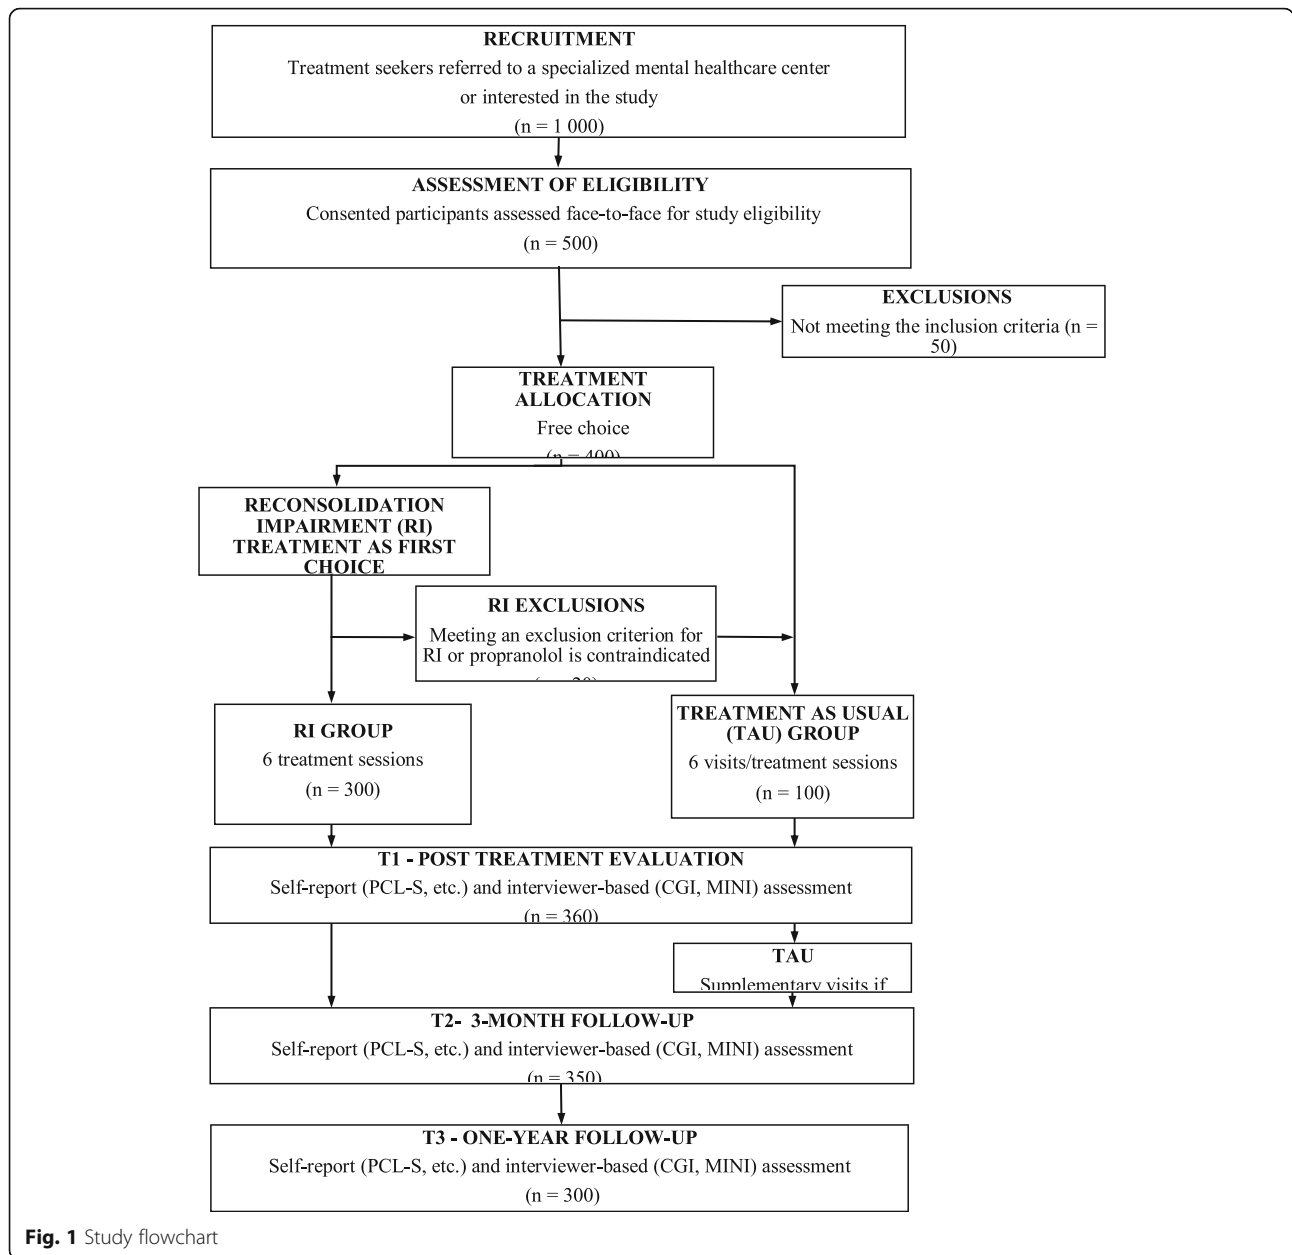 RECRUITMENT
Treatment seekers referred to a specialized mental healthcare center
or interested in the study
(n = 1 000)
ASSESSMENT OF ELIGIBILITY
Consented participants assessed face-to-face for study eligibility
(n = 500)
EXCLUSIONS
Not meeting the inclusion criteria (n =
50)
TREATMENT
ALLOCATION
Free choice
(n = 400)
RECONSOLIDATION
IMPAIRMENT (RI)
TREATMENT AS FIRST
CHOICE
RI EXCLUSIONS
Meeting an exclusion criterion for
RI or propranolol is contraindicated
RI GROUP
6 treatment sessions
(n = 300)
TREATMENT AS USUAL
(TAU) GROUP
6 visits/treatment sessions
(n = 100)
T1 - POST TREATMENT EVALUATION
Self-report (PCL-S, etc.) and interviewer-based (CGI, MINI) assessment
(n = 360)
TAU
Supplementary visits if
T2- 3-MONTH FOLLOW-UP
Self-report (PCL-S, etc.) and interviewer-based (CGI, MINI) assessment
(n = 350)
T3 - ONE-YEAR FOLLOW-UP
Self-report (PCL-S, etc.) and interviewer-based (CGI, MINI) assessment
(n = 300)
Fig. 1 Study flowchart